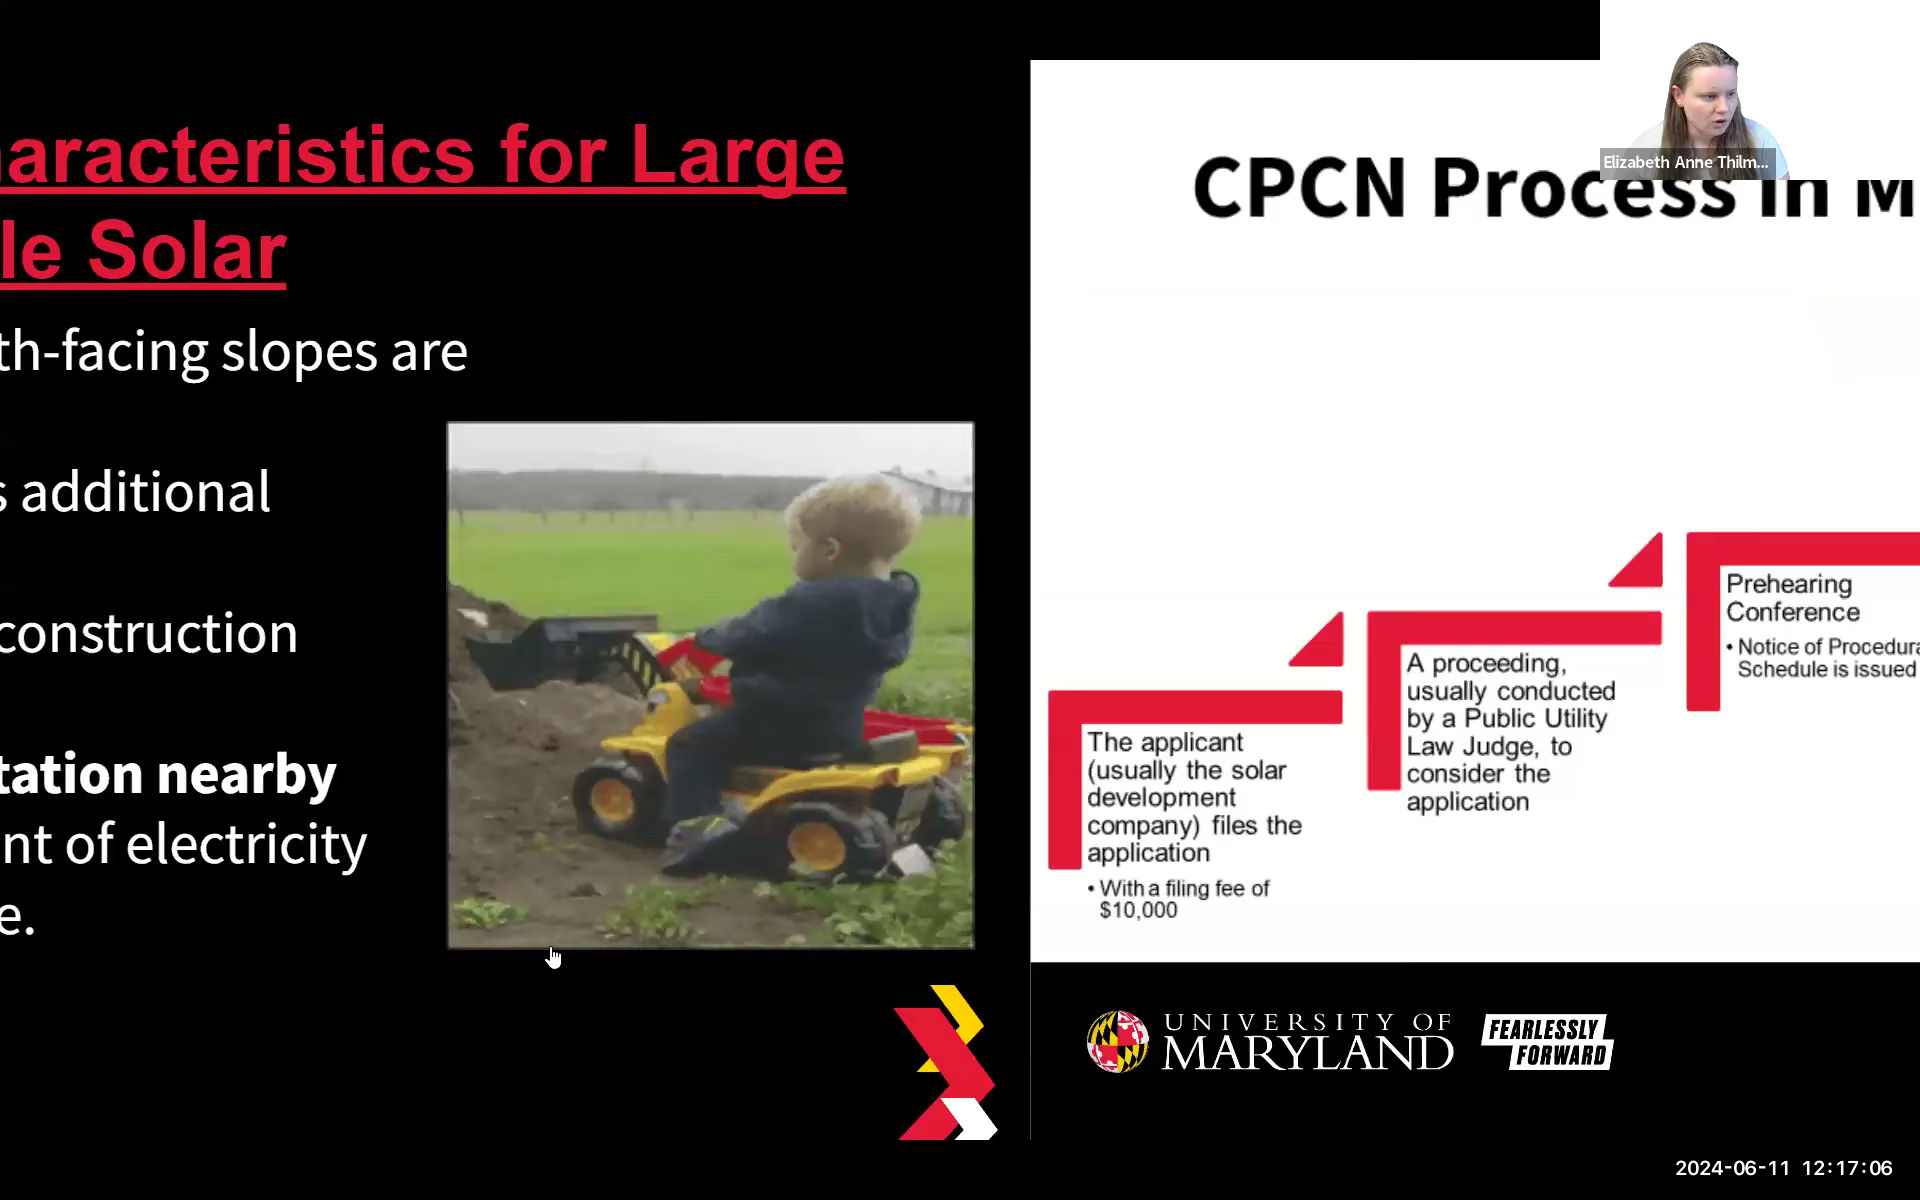 aracteristics for Large
le Solar
th-facing slopes are
additional
construction
tation nearby
nt of electricity
e.
Elizabeth Anne Thilm...
CPCN Process in M
The applicant
(usually the solar
development
company) files the
application
• With a filing fee of
$10,000
A proceeding,
usually conducted
by a Public Utility
Law Judge, to
consider the
application
Prehearing
Conference
• Notice of Procedura
Schedule is issued
UNIVERSITY OF
MARYLAND
FEARLESSLY
FORWARD
2024-06-11 12:17:06